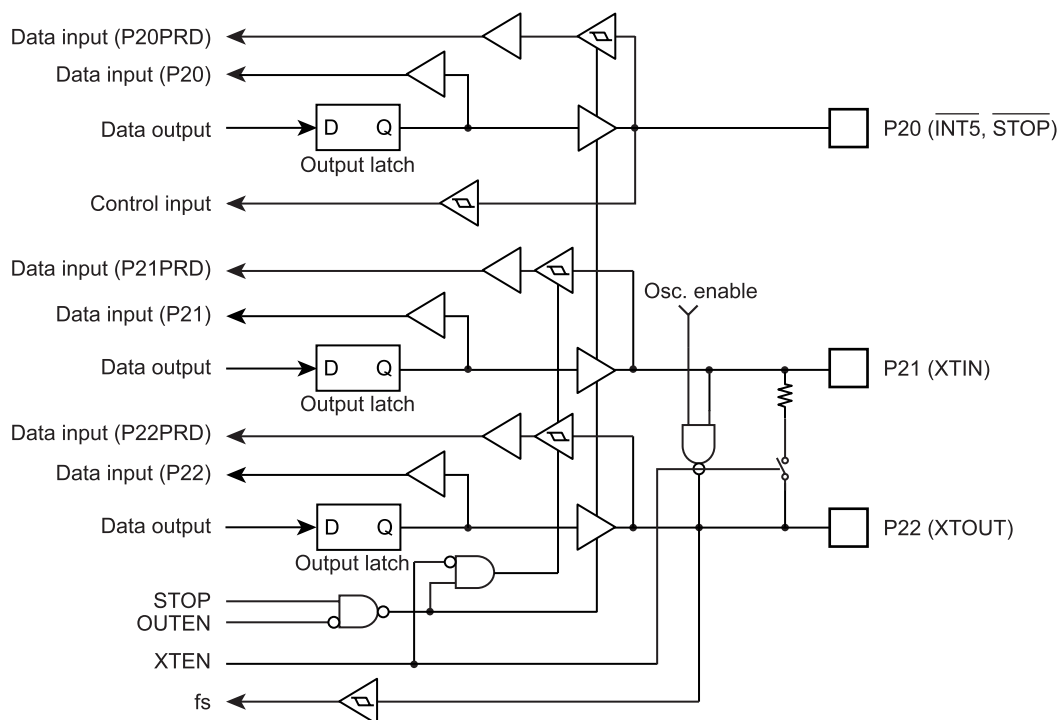 Data input (P20PRD)
Data input (P20)
Data output
D Q
Output latch
P20 (INT5, STOP)
Control input
Data input (P21PRD)
Osc. enable
Data input (P21)
Data output
D Q
Output latch
P21 (XTIN)
Data input (P22PRD)
Data input (P22)
Data output
D Q
Output latch
P22 (XTOUT)
STOP
OUTEN
XTEN
fs